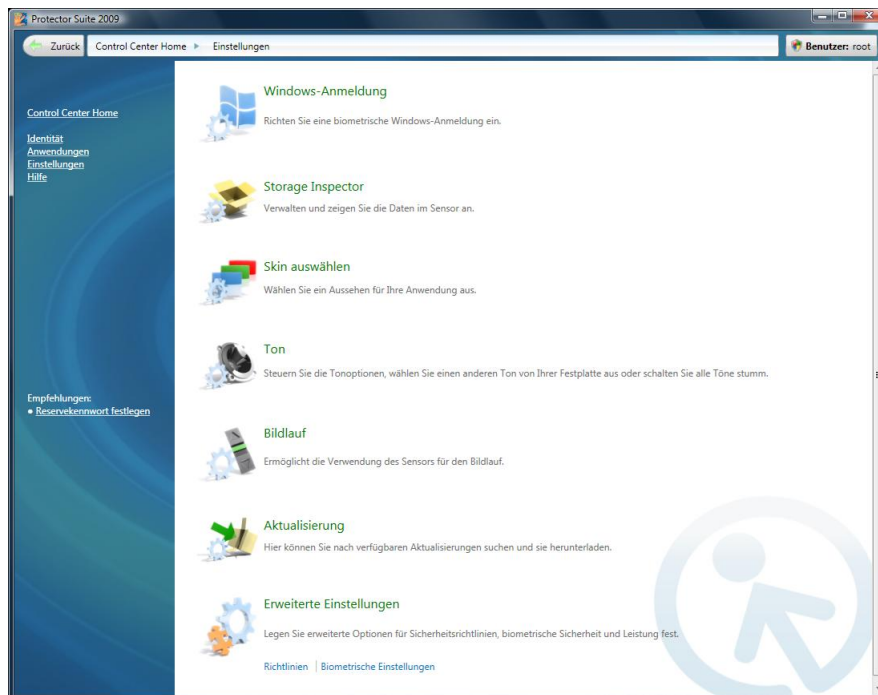 Protector Suite 2009
Zurück
Control Center Home
Einstellungen
Benutzer: root
Control Center Home
Identität
Anwendungen
Einstellungen
Hilfe
Empfehlungen:
Reservekennwort festlegen
Windows-Anmeldung
Richten Sie eine biometrische Windows-Anmeldung ein.
Storage Inspector
Verwalten und zeigen Sie die Daten im Sensor an.
Skin auswählen
Wählen Sie ein Aussehen für Ihre Anwendung aus.
Ton
Steuern Sie die Tonoptionen, wählen Sie einen anderen Ton von Ihrer Festplatte aus oder schalten Sie alle Töne stumm.
Bildlauf
Ermöglicht die Verwendung des Sensors für den Bildlauf.
Aktualisierung
Hier können Sie nach verfügbaren Aktualisierungen suchen und sie herunterladen.
Erweiterte Einstellungen
Legen Sie erweiterte Optionen für Sicherheitsrichtlinien, biometrische Sicherheit und Leistung fest.
Richtlinien | Biometrische Einstellungen